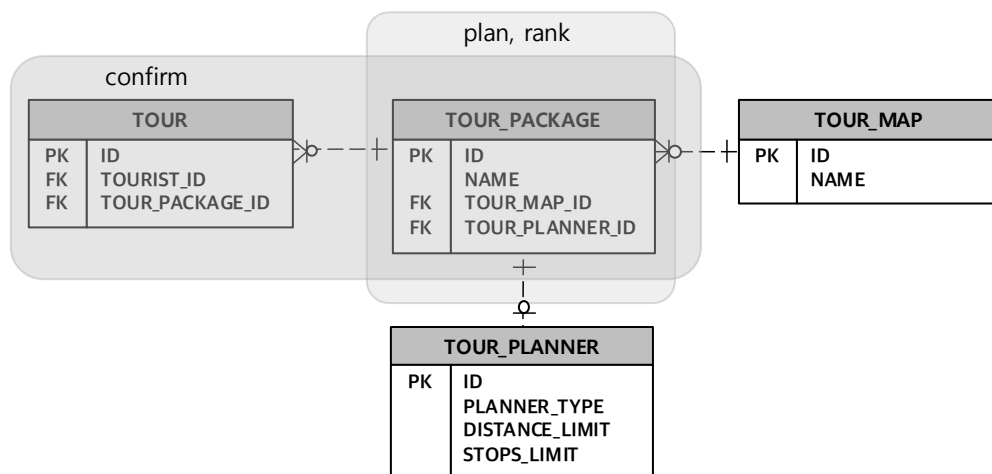 plan, rank
confirm
TOUR
PK ID
FK TOURIST_ID
FK TOUR_PACKAGE_ID
TOUR_PACKAGE
PK ID
NAME
FK TOUR_MAP_ID
FK TOUR_PLANNER_ID
TOUR_MAP
PK ID
NAME
TOUR_PLANNER
PK ID
PLANNER_TYPE
DISTANCE_LIMIT
STOPS_LIMIT